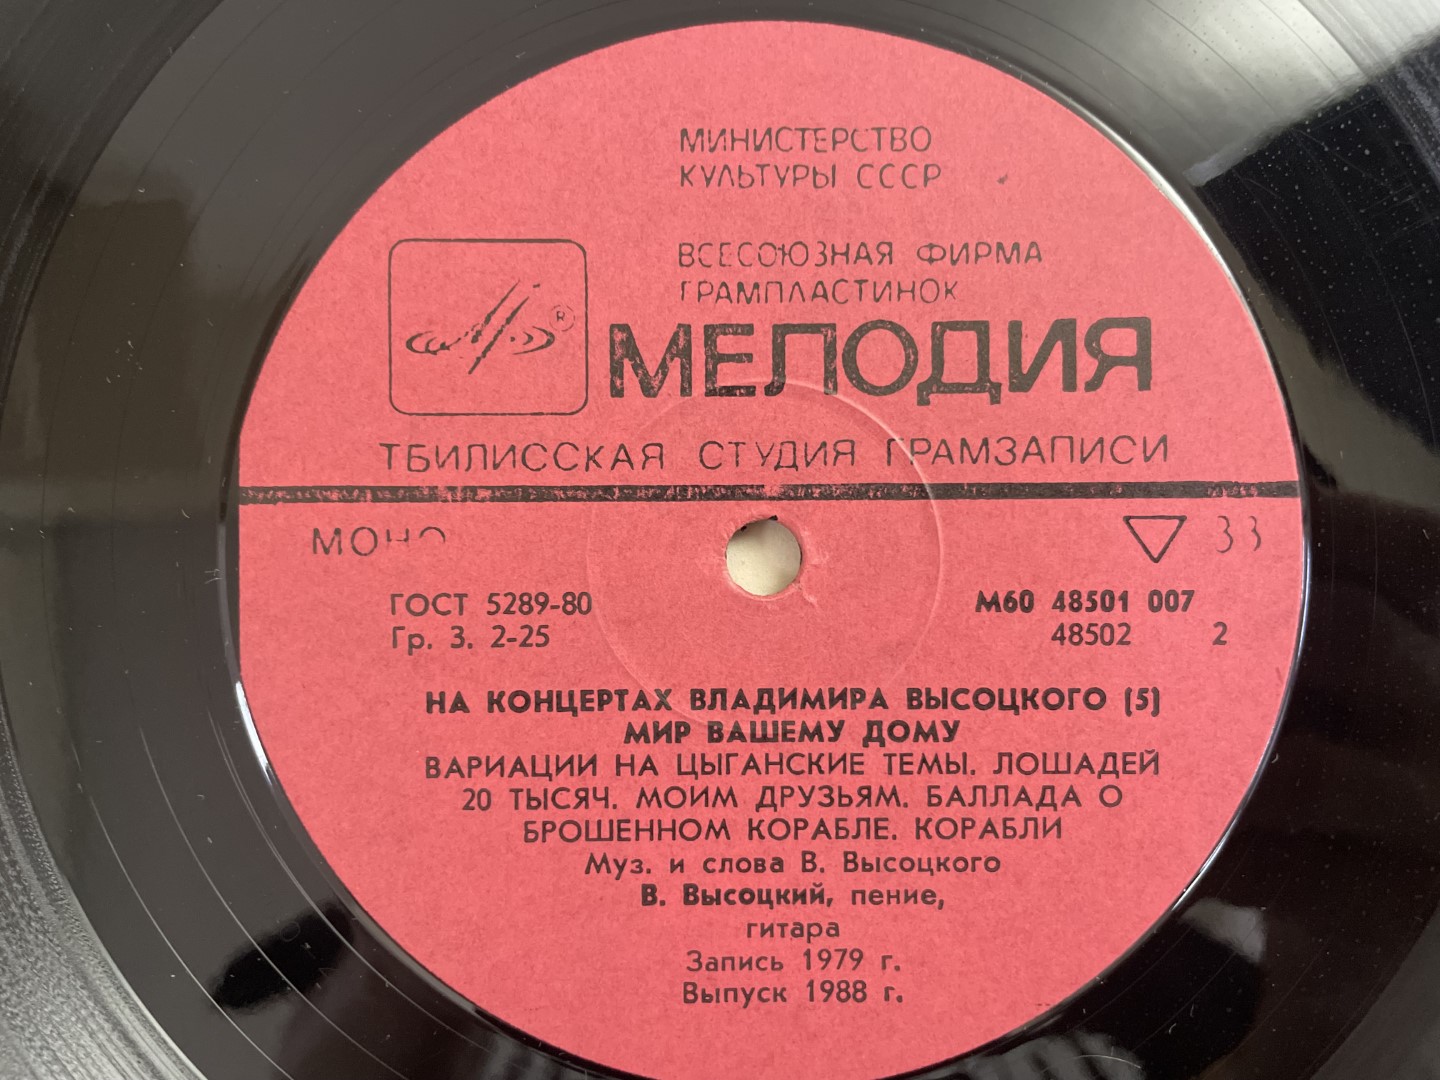 МИНИСТЕРСТВО
КУЛЬТУРЫ СССР
ВСЕСОЮЗНАЯ ФИРМА
ГРАМПЛАСТИНОК
®
МЕЛОДИЯ
ТБИЛИССКАЯ СТУДИЯ ГРАМЗАПИСИ
МОНО
33
ГОСТ 5289-80
Гр. 3. 2-25
М60 48501 007
48502 2
НА КОНЦЕРТАХ ВЛАДИМИРА ВЫСОЦКОГО (5)
МИР ВАШЕМУ ДОМУ
ВАРИАЦИИ НА ЦЫГАНСКИЕ ТЕМЫ. ЛОШАДЕЙ
20 ТЫСЯЧ. МОИМ ДРУЗЬЯМ. БАЛЛАДА О
БРОШЕННОМ КОРАБЛЕ. КОРАБЛИ
Муз. и слова В. Высоцкого
В. Высоцкий, пение,
гитара
Запись 1979 г.
Выпуск 1988 г.